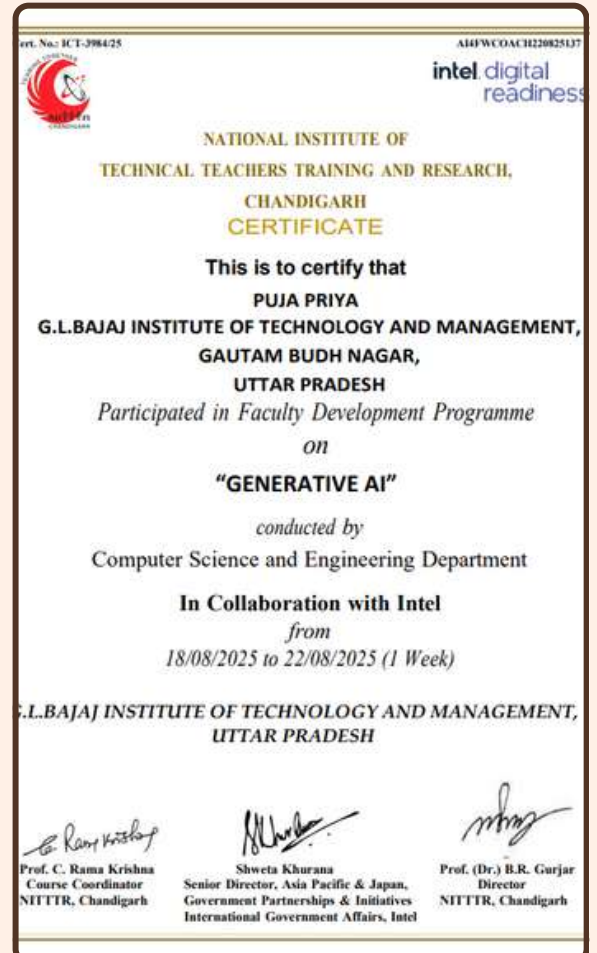 ert. No.: ICT-3984/25
AI4FWCOACH220825137
intel digital
readiness
CHANDIGARH
NATIONAL INSTITUTE OF
TECHNICAL TEACHERS TRAINING AND RESEARCH,
CHANDIGARH
CERTIFICATE
This is to certify that
PUJA PRIYA
G.L.BAJAJ INSTITUTE OF TECHNOLOGY AND MANAGEMENT,
GAUTAM BUDH NAGAR,
UTTAR PRADESH
Participated in Faculty Development Programme
on
“GENERATIVE AI”
conducted by
Computer Science and Engineering Department
In Collaboration with Intel
from
18/08/2025 to 22/08/2025 (1 Week)
.L.BAJAJ INSTITUTE OF TECHNOLOGY AND MANAGEMENT,
UTTAR PRADESH
Prof. C. Rama Krishna
Course Coordinator
NITTTR, Chandigarh
Shweta Khurana
Senior Director, Asia Pacific & Japan,
Government Partnerships & Initiatives
International Government Affairs, Intel
Prof. (Dr.) B.R. Gurjar
Director
NITTTR, Chandigarh